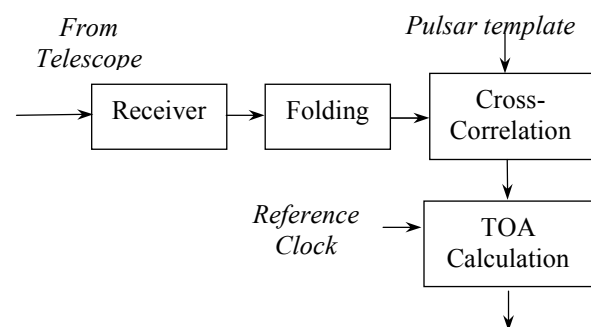 From
Telescope
Pulsar template
Receiver
Folding
Cross-
Correlation
Reference
Clock
TOA
Calculation